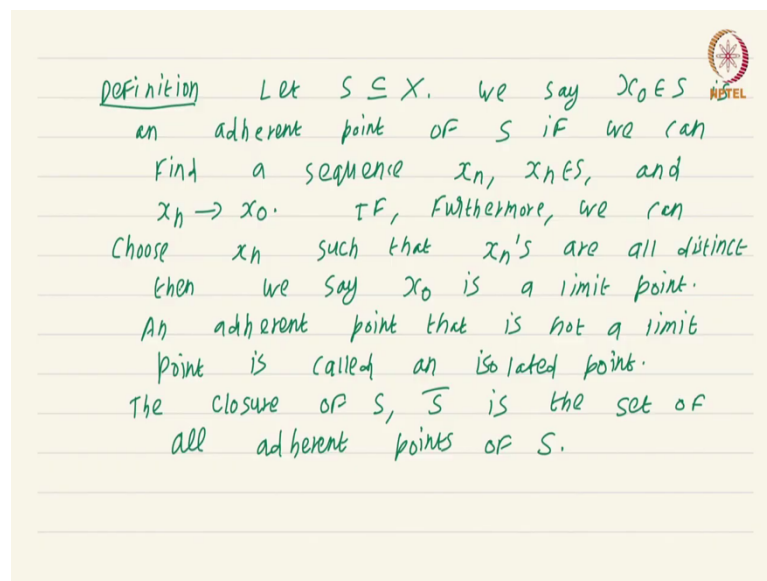 Definition Let S ⊆ X. We say x₀ ∈ S is
an adherent point of S if we can
Find a sequence xₙ, xₙ ∈ S, and
xₙ → x₀. If, Furthermore, we can
Choose xₙ such that xₙ's are all distinct
then we say x₀ is a limit point.
An adherent point that is not a limit
point is called an isolated point.
The closure of S, S̅ is the set of
all adherent points of S.
NPTEL